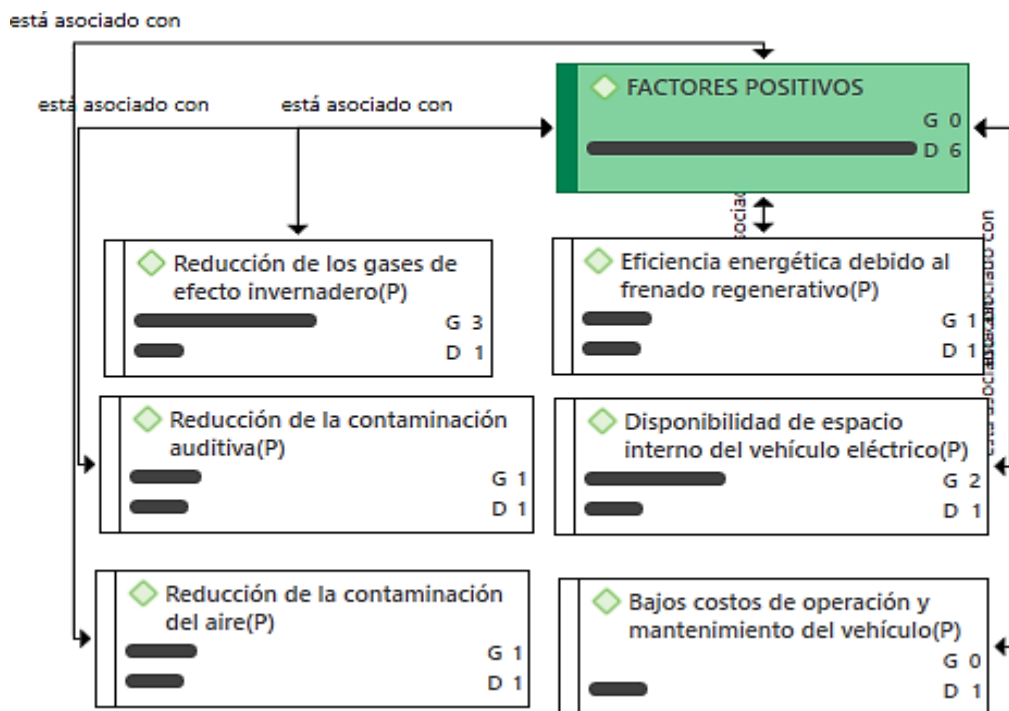 está asociado con
FACTORES POSITIVOS
está asociado con
está asociado con
G 0
D 6
Reducción de los gases de
efecto invernadero(P)
G 3
D 1
Eficiencia energética debido al
frenado regenerativo(P)
G 1
D 1
Reducción de la contaminación
auditiva(P)
G 1
D 1
Disponibilidad de espacio
interno del vehículo eléctrico(P)
G 2
D 1
Reducción de la contaminación
del aire(P)
G 1
D 1
Bajos costos de operación y
mantenimiento del vehículo(P)
G 0
D 1